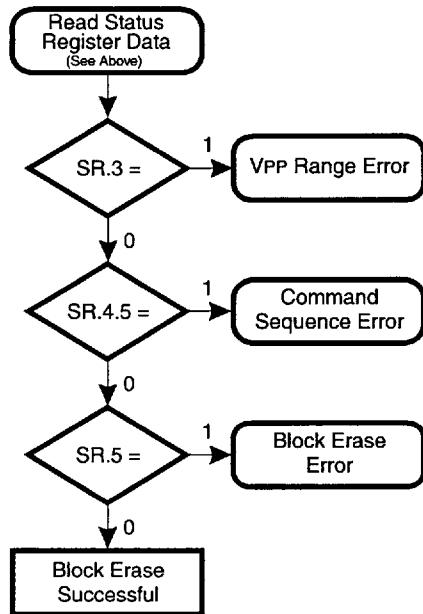 Read Status
Register Data
(See Above)
SR.3 =
1
VPP Range Error
0
SR.4.5 =
1
Command
Sequence Error
0
SR.5 =
1
Block Erase
Error
0
Block Erase
Successful